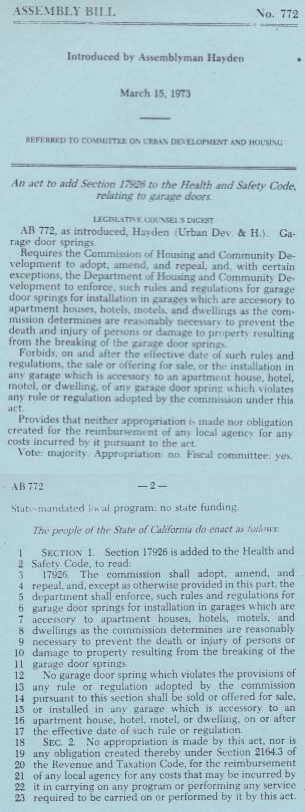 ASSEMBLY BILL No. 772
Introduced by Assemblyman Hayden
March 15, 1973
REFERRED TO COMMITTEE ON URBAN DEVELOPMENT AND HOUSING
An act to add Section 17926 to the Health and Safety Code,
relating to garage doors.
LEGISLATIVE COUNSEL'S DIGEST
AB 772, as introduced, Hayden (Urban Dev. & H.). Ga-
rage door springs.
Requires the Commission of Housing and Community De-
velopment to adopt, amend, and repeal, and, with certain
exceptions, the Department of Housing and Community De-
velopment to enforce, such rules and regulations for garage
door springs for installation in garages which are accessory to
apartment houses, hotels, motels, and dwellings as the com-
mission determines are reasonably necessary to prevent the
death and injury of persons or damage to property resulting
from the breaking of the garage door springs.
Forbids, on and after the effective date of such rules and
regulations, the sale or offering for sale, or the installation in
any garage which is accessory to an apartment house, hotel,
motel, or dwelling, of any garage door spring which violates
any rule or regulation adopted by the commission under this
act.
Provides that neither appropriation is made nor obligation
created for the reimbursement of any local agency for any
costs incurred by it pursuant to the act.
Vote: majority. Appropriation: no. Fiscal committee: yes.
AB 772 — 2 —
State-mandated local program: no state funding.
The people of the State of California do enact as follows:
1 SECTION 1. Section 17926 is added to the Health and
2 Safety Code, to read:
3 17926. The commission shall adopt, amend, and
4 repeal, and, except as otherwise provided in this part, the
5 department shall enforce, such rules and regulations for
6 garage door springs for installation in garages which are
7 accessory to apartment houses, hotels, motels, and
8 dwellings as the commission determines are reasonably
9 necessary to prevent the death or injury of persons or
10 damage to property resulting from the breaking of the
11 garage door springs.
12 No garage door spring which violates the provisions of
13 any rule or regulation adopted by the commission
14 pursuant to this section shall be sold or offered for sale,
15 or installed in any garage which is accessory to an
16 apartment house, hotel, motel, or dwelling, on or after
17 the effective date of such rule or regulation.
18 SEC. 2. No appropriation is made by this act, nor is
19 any obligation created thereby under Section 2164.3 of
20 the Revenue and Taxation Code, for the reimbursement
21 of any local agency for any costs that may be incurred by
22 it in carrying on any program or performing any service
23 required to be carried on or performed by it by this act.